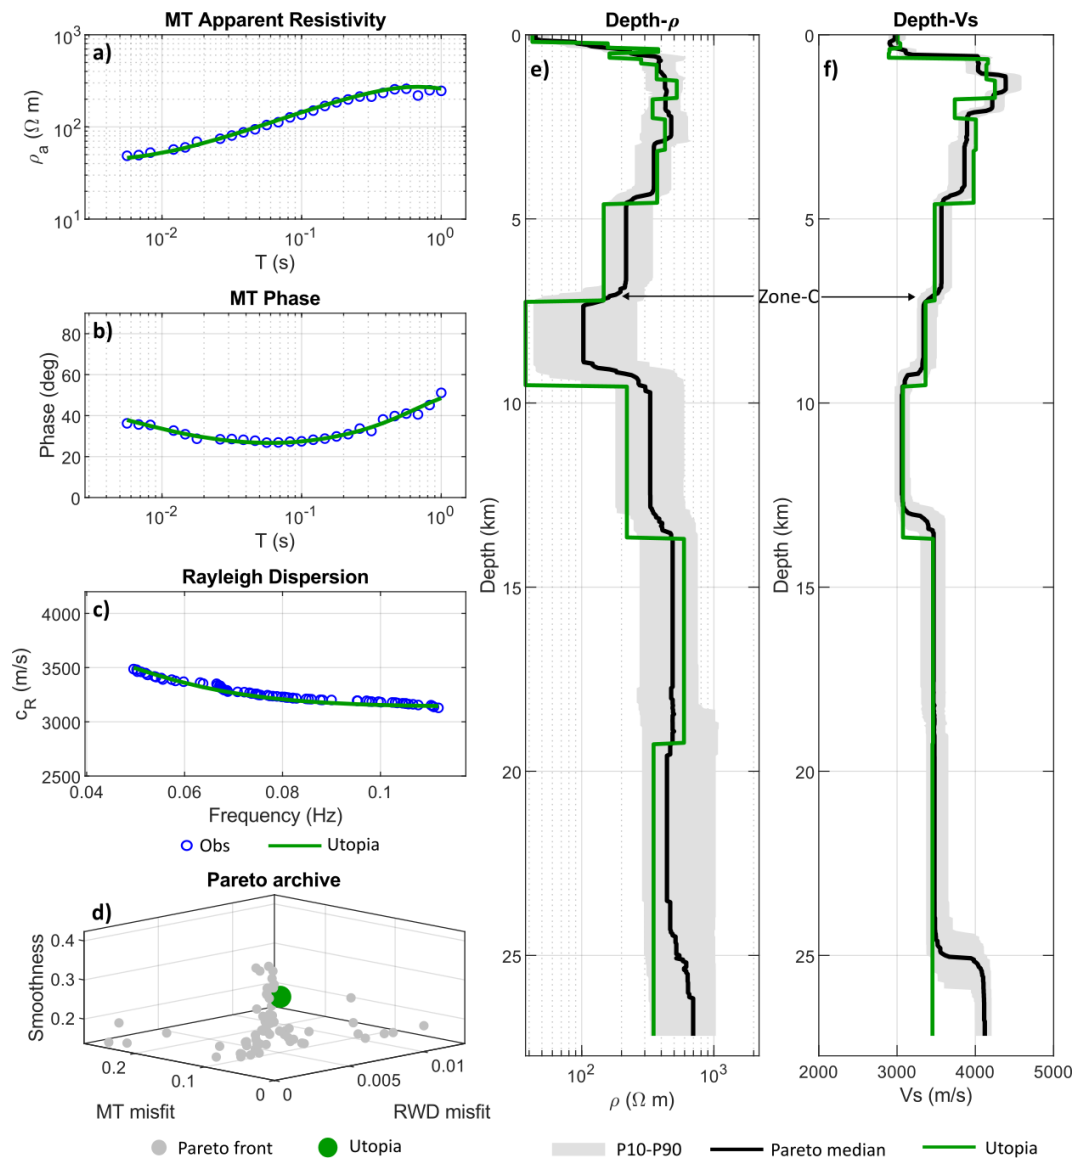 MT Apparent Resistivity
a)
10³
10²
10¹
ρa (Ω m)
10⁻² 10⁻¹ 10⁰
T (s)
MT Phase
b)
80
60
40
20
0
Phase (deg)
10⁻² 10⁻¹ 10⁰
T (s)
Rayleigh Dispersion
c)
4000
3500
3000
2500
cR (m/s)
0.04 0.06 0.08 0.1
Frequency (Hz)
Obs Utopia
Pareto archive
d)
0.4
0.3
0.2
Smoothness
0.2 0.1 0 0 0.005 0.01
MT misfit RWD misfit
Pareto front Utopia
Depth-ρ
e)
0
5
10
15
20
25
Depth (km)
10² 10³
ρ (Ω m)
Zone-C
Depth-Vs
f)
0
5
10
15
20
25
Depth (km)
2000 3000 4000 5000
Vs (m/s)
P10-P90 Pareto median Utopia